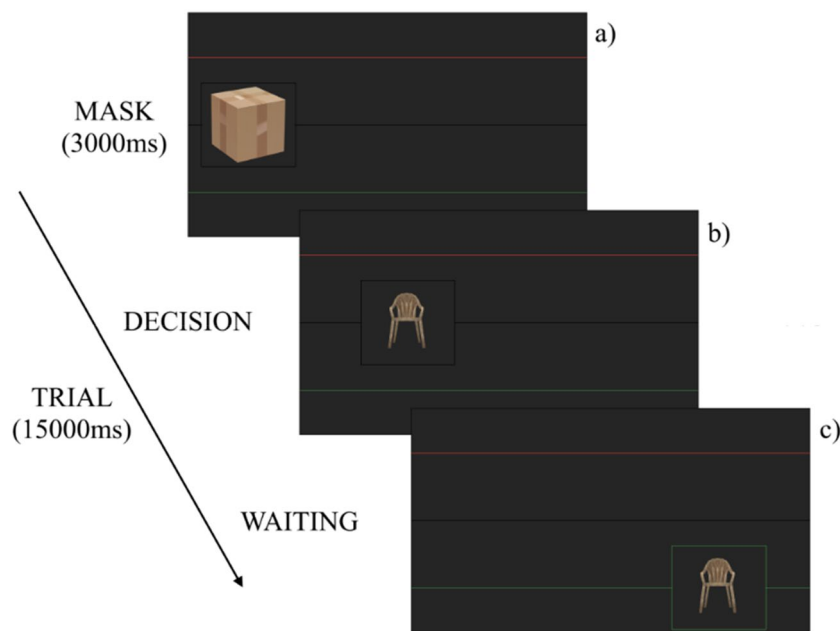 a)
MASK
(3000ms)
b)
DECISION
TRIAL
(15000ms)
c)
WAITING